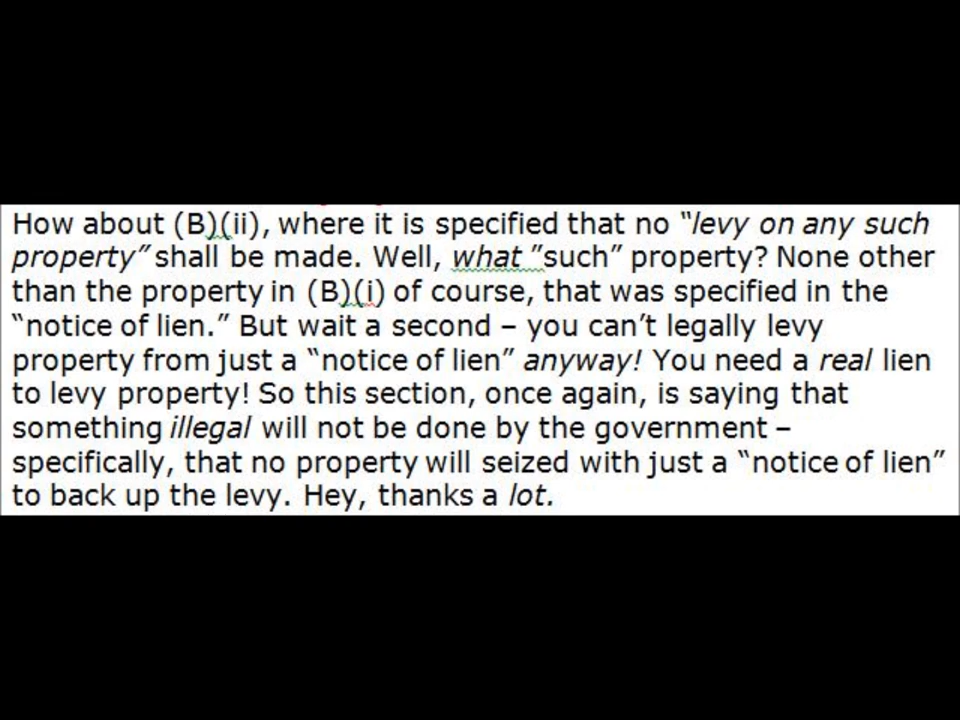 How about (B)(ii), where it is specified that no “levy on any such
property” shall be made. Well, what ”such” property? None other
than the property in (B)(i) of course, that was specified in the
“notice of lien.” But wait a second – you can’t legally levy
property from just a “notice of lien” anyway! You need a real lien
to levy property! So this section, once again, is saying that
something illegal will not be done by the government –
specifically, that no property will seized with just a “notice of lien”
to back up the levy. Hey, thanks a lot.